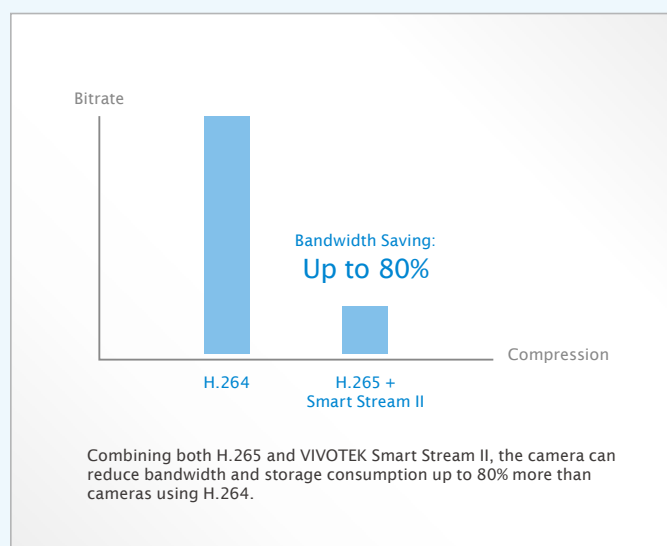 Bitrate
Bandwidth Saving:
Up to 80%
Compression
H.264
H.265 +
Smart Stream II
Combining both H.265 and VIVOTEK Smart Stream II, the camera can
reduce bandwidth and storage consumption up to 80% more than
cameras using H.264.